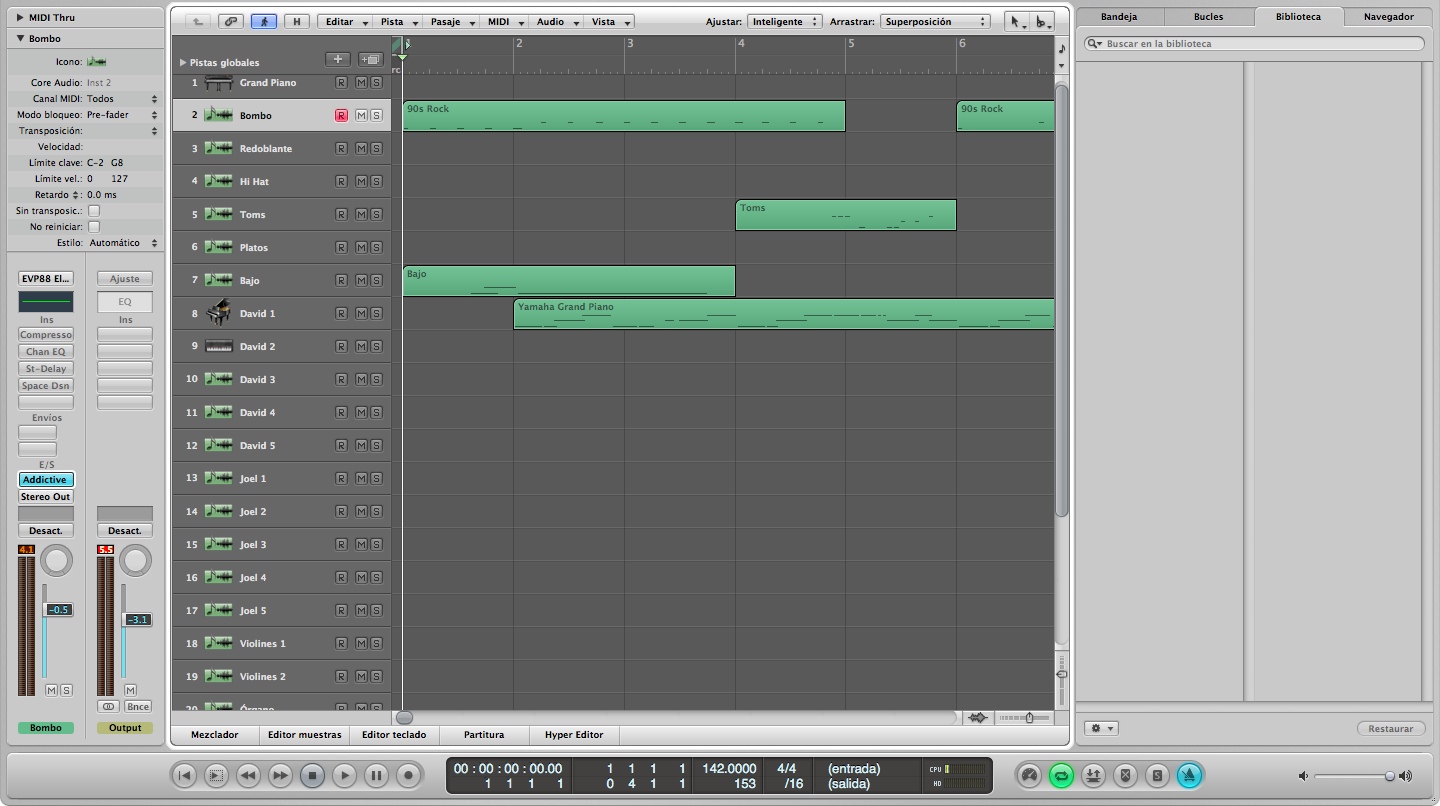 MIDI Thru
Bombo
Icono:
Core Audio: Inst 2
Canal MIDI: Todos
Modo bloqueo: Pre-fader
Transposición:
Velocidad:
Límite clave: C-2 G8
Límite vel.: 0 127
Retardo : 0.0 ms
Sin transposic.:
No reiniciar:
Estilo: Automático
EVP88 El... Ajuste
EQ
Ins Ins
Compresso
Chan EQ
St-Delay
Space Dsn
Envíos
E/S
Addictive
Stereo Out
Desact. Desact.
4.1 5.5
-0.5
-3.1
M S M
Bnce
Bombo Output
H Editar Pista Pasaje MIDI Audio Vista Ajustar: Inteligente Arrastrar: Superposición
Pistas globales
1 2 3 4 5 6
1 Grand Piano R M S
2 Bombo R M S 90s Rock 90s Rock
3 Redoblante R M S
4 Hi Hat R M S
5 Toms R M S Toms
6 Platos R M S
7 Bajo R M S Bajo
8 David 1 R M S Yamaha Grand Piano
9 David 2 R M S
10 David 3 R M S
11 David 4 R M S
12 David 5 R M S
13 Joel 1 R M S
14 Joel 2 R M S
15 Joel 3 R M S
16 Joel 4 R M S
17 Joel 5 R M S
18 Violines 1 R M S
19 Violines 2 R M S
20 Órgano R M S
Mezclador Editor muestras Editor teclado Partitura Hyper Editor
Bandeja Bucles Biblioteca Navegador
Buscar en la biblioteca
Restaurar
00 : 00 : 00 : 00.00 1 1 1 1 142.0000 4/4 (entrada) CPU
1 1 1 1 0 4 1 1 153 /16 (salida) HD
S